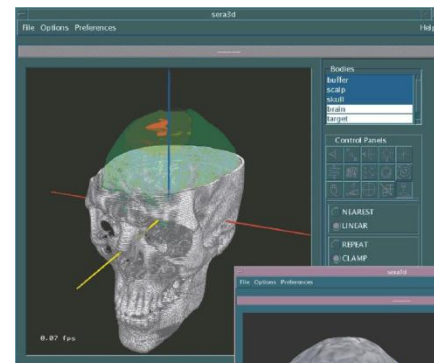 sera3d
File Options Preferences Help
Bodies
buffer
scalp
skull
brain
target
Control Panels
NEAREST
LINEAR
REPEAT
CLAMP
0.07 fps
sera3d
File Options Preferences